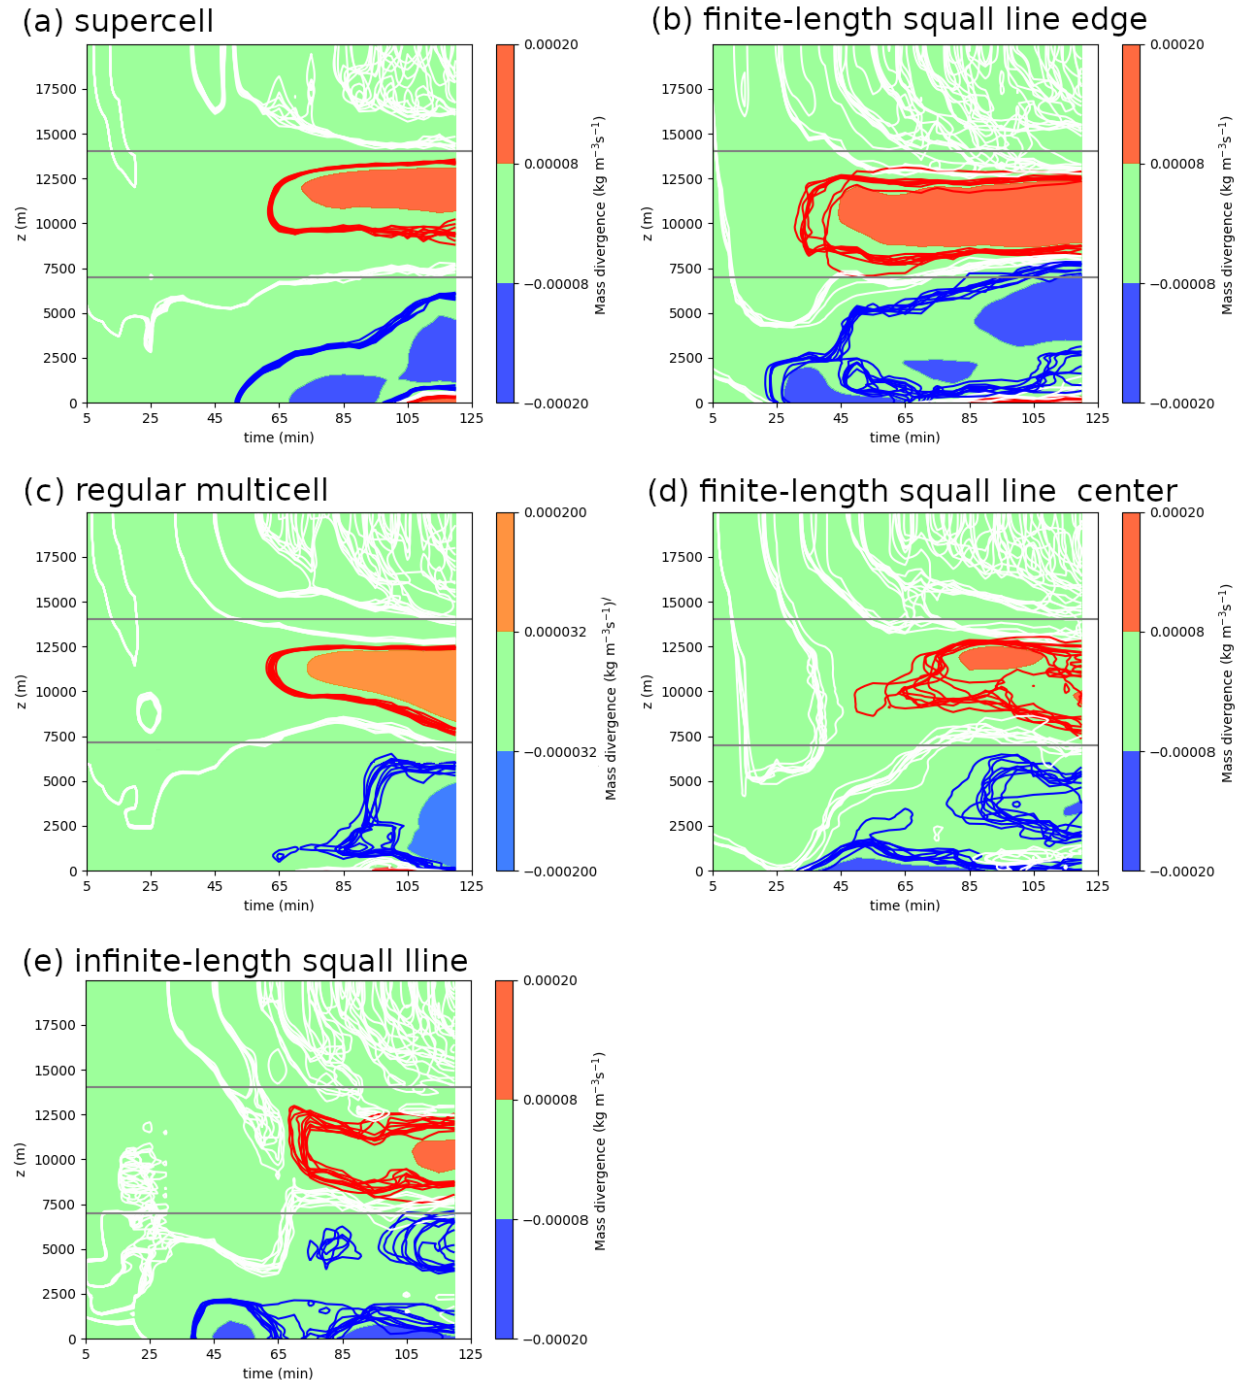 (a) supercell
0.00020
0.00008
−0.00008
−0.00020
Mass divergence (kg m⁻³s⁻¹)
17500
15000
12500
10000
7500
5000
2500
0
z (m)
5 25 45 65 85 105 125
time (min)
(b) finite-length squall line edge
0.00020
0.00008
−0.00008
−0.00020
Mass divergence (kg m⁻³s⁻¹)
17500
15000
12500
10000
7500
5000
2500
0
z (m)
5 25 45 65 85 105 125
time (min)
(c) regular multicell
0.000200
0.000032
−0.000032
−0.000200
Mass divergence (kg m⁻³s⁻¹)/
17500
15000
12500
10000
7500
5000
2500
0
z (m)
5 25 45 65 85 105 125
time (min)
(d) finite-length squall line  center
0.00020
0.00008
−0.00008
−0.00020
Mass divergence (kg m⁻³s⁻¹)
17500
15000
12500
10000
7500
5000
2500
0
z (m)
5 25 45 65 85 105 125
time (min)
(e) infinite-length squall lline
0.00020
0.00008
−0.00008
−0.00020
Mass divergence (kg m⁻³s⁻¹)
17500
15000
12500
10000
7500
5000
2500
0
z (m)
5 25 45 65 85 105 125
time (min)